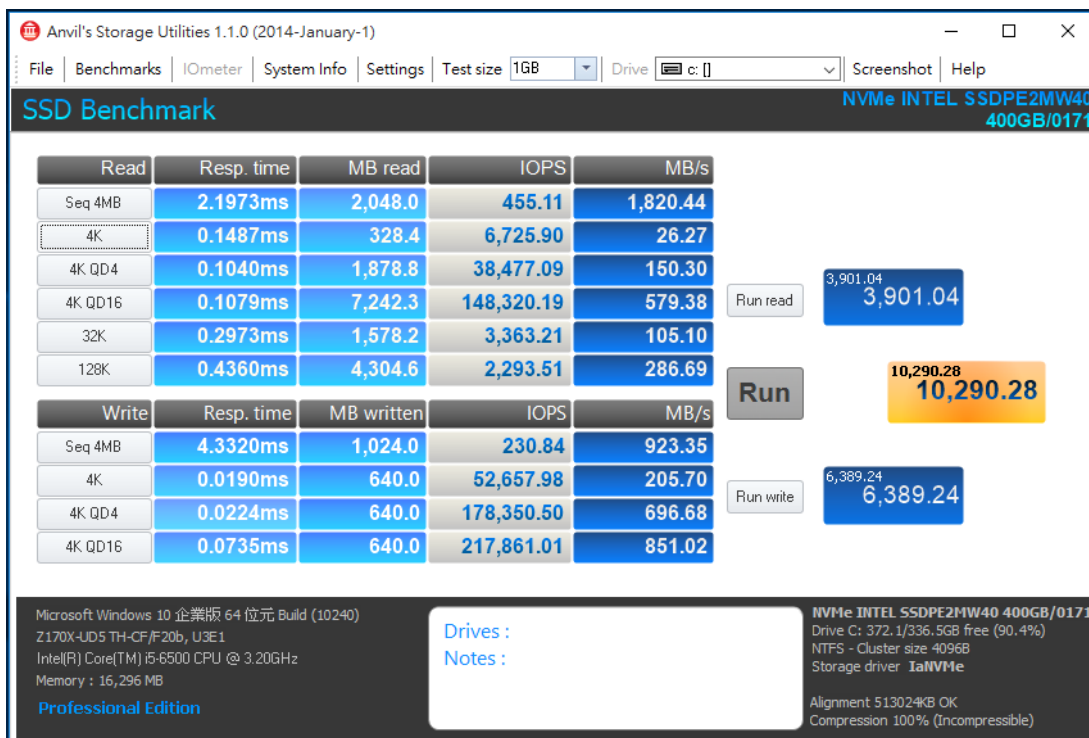 Anvil's Storage Utilities 1.1.0 (2014-January-1)
File Benchmarks IOmeter System Info Settings Test size 1GB Drive c: [] Screenshot Help
SSD Benchmark
NVMe INTEL SSDPE2MW40
400GB/0171
Read Resp. time MB read IOPS MB/s
Seq 4MB 2.1973ms 2,048.0 455.11 1,820.44
4K 0.1487ms 328.4 6,725.90 26.27
4K QD4 0.1040ms 1,878.8 38,477.09 150.30
4K QD16 0.1079ms 7,242.3 148,320.19 579.38
32K 0.2973ms 1,578.2 3,363.21 105.10
128K 0.4360ms 4,304.6 2,293.51 286.69
Run read
3,901.04
3,901.04
Run
10,290.28
10,290.28
Write Resp. time MB written IOPS MB/s
Seq 4MB 4.3320ms 1,024.0 230.84 923.35
4K 0.0190ms 640.0 52,657.98 205.70
4K QD4 0.0224ms 640.0 178,350.50 696.68
4K QD16 0.0735ms 640.0 217,861.01 851.02
Run write
6,389.24
6,389.24
Microsoft Windows 10 企業版 64 位元 Build (10240)
Z170X-UD5 TH-CF/F20b, U3E1
Intel(R) Core(TM) i5-6500 CPU @ 3.20GHz
Memory : 16,296 MB
Professional Edition
Drives :
Notes :
NVMe INTEL SSDPE2MW40 400GB/0171
Drive C: 372.1/336.5GB free (90.4%)
NTFS - Cluster size 4096B
Storage driver IaNVMe
Alignment 513024KB OK
Compression 100% (Incompressible)